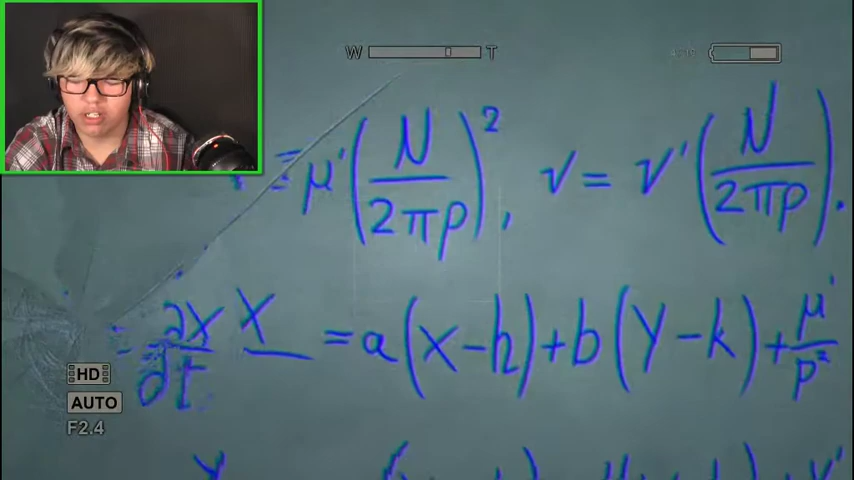 W T
= μ'(N/2πp)², ν = ν'(N/2πp).
= ∂x/∂t X = a(x-h)+b(y-k)+μ'/p²
HD
AUTO
F2.4